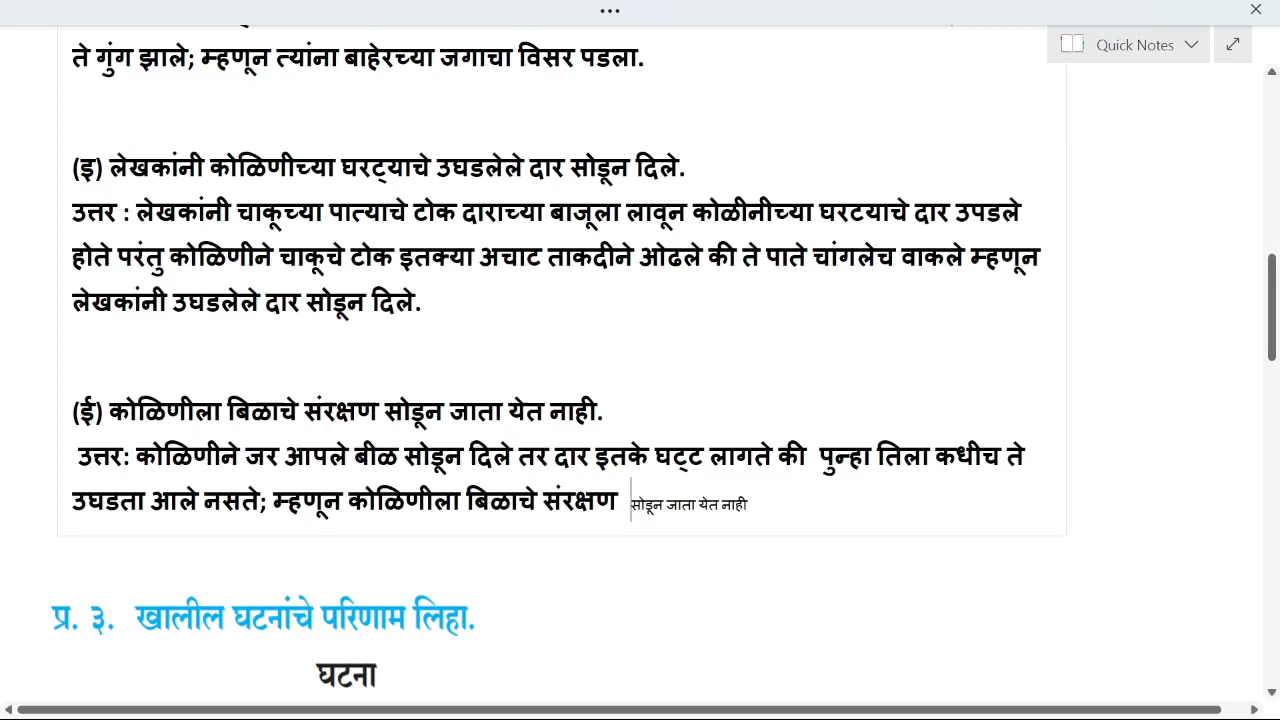 Quick Notes
ते गुंग झाले; म्हणून त्यांना बाहेरच्या जगाचा विसर पडला.
(इ) लेखकांनी कोळिणीच्या घरट्याचे उघडलेले दार सोडून दिले.
उत्तर : लेखकांनी चाकूच्या पात्याचे टोक दाराच्या बाजूला लावून कोळीनीच्या घरटयाचे दार उपडले
होते परंतु कोळिणीने चाकूचे टोक इतक्या अचाट ताकदीने ओढले की ते पाते चांगलेच वाकले म्हणून
लेखकांनी उघडलेले दार सोडून दिले.
(ई) कोळिणीला बिळाचे संरक्षण सोडून जाता येत नाही.
उत्तर: कोळिणीने जर आपले बीळ सोडून दिले तर दार इतके घट्ट लागते की पुन्हा तिला कधीच ते
उघडता आले नसते; म्हणून कोळिणीला बिळाचे संरक्षण सोडून जाता येत नाही
प्र. ३. खालील घटनांचे परिणाम लिहा.
घटना